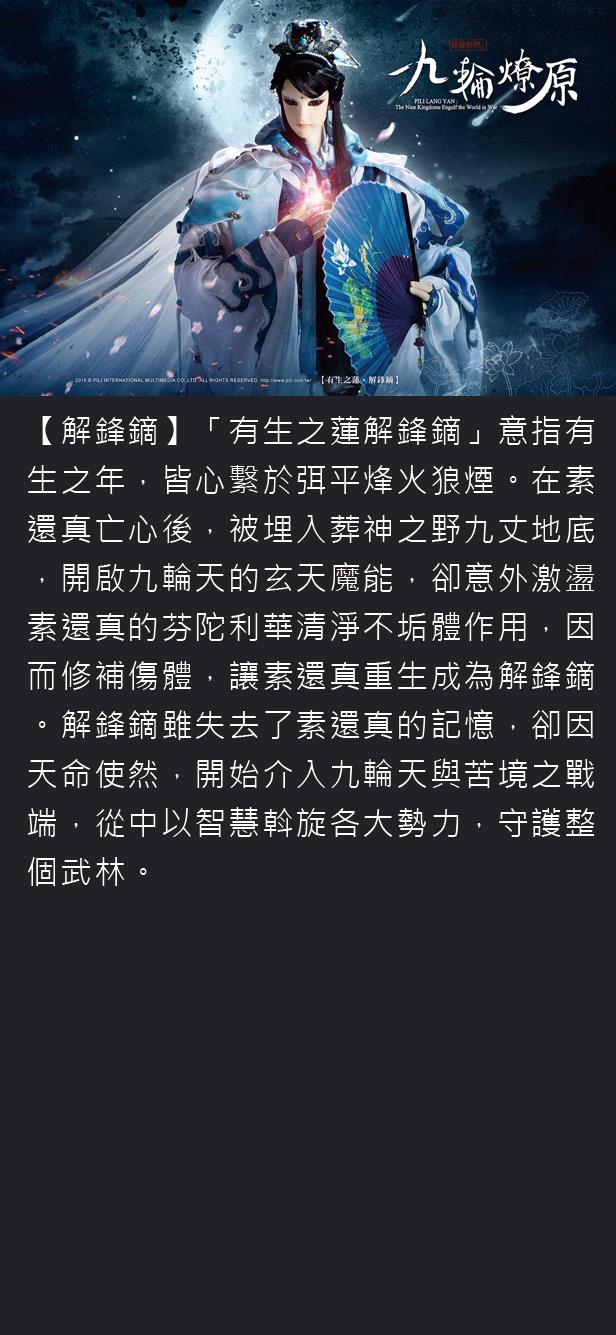 九輪燎原
PILI LANG YAN :
The Nine Kingdoms Engulf the World in War
2015 © PILI INTERNATIONAL MULTIMEDIA CO., LTD. ALL RIGHTS RESERVED. http://www.pili.com.tw/ 【有生之蓮・解鋒鏑】
【解鋒鏑】「有生之蓮解鋒鏑」意指有
生之年，皆心繫於弭平烽火狼煙。在素
還真亡心後，被埋入葬神之野九丈地底
，開啟九輪天的玄天魔能，卻意外激盪
素還真的芬陀利華清淨不垢體作用，因
而修補傷體，讓素還真重生成為解鋒鏑
。解鋒鏑雖失去了素還真的記憶，卻因
天命使然，開始介入九輪天與苦境之戰
端，從中以智慧斡旋各大勢力，守護整
個武林。